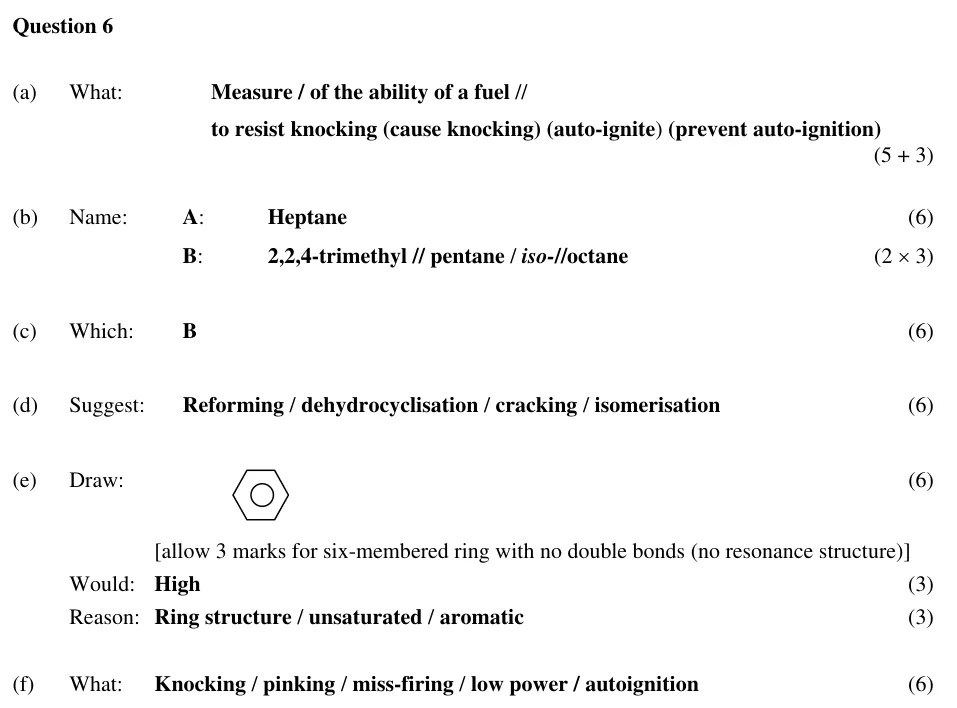 Question 6
(a) What: Measure / of the ability of a fuel //
to resist knocking (cause knocking) (auto-ignite) (prevent auto-ignition)
(5 + 3)
(b) Name: A: Heptane (6)
B: 2,2,4-trimethyl // pentane / iso-//octane (2 × 3)
(c) Which: B (6)
(d) Suggest: Reforming / dehydrocyclisation / cracking / isomerisation (6)
(e) Draw: (6)
[allow 3 marks for six-membered ring with no double bonds (no resonance structure)]
Would: High (3)
Reason: Ring structure / unsaturated / aromatic (3)
(f) What: Knocking / pinking / miss-firing / low power / autoignition (6)